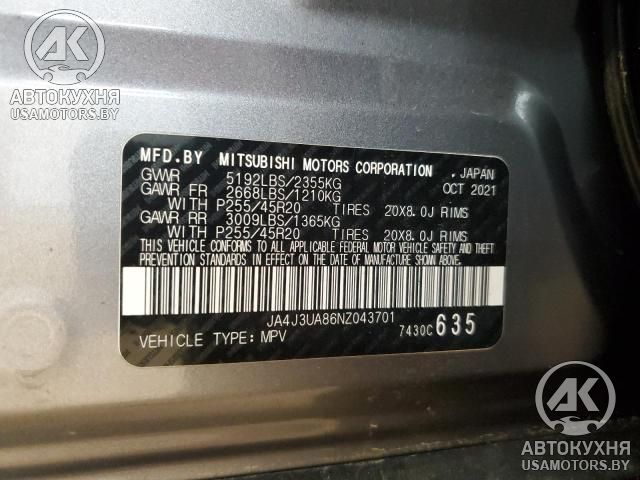 АК
АВТОКУХНЯ
USAMOTORS.BY
MFD.BY MITSUBISHI MOTORS CORPORATION , JAPAN
GVWR 5192LBS/2355KG OCT 2021
GAWR FR 2668LBS/1210KG
WITH P255/45R20 TIRES 20X8.0J RIMS
GAWR RR 3009LBS/1365KG
WITH P255/45R20 TIRES 20X8.0J RIMS
THIS VEHICLE CONFORMS TO ALL APPLICABLE FEDERAL MOTOR VEHICLE SAFETY AND THEFT
PREVENTION STANDARDS IN EFFECT ON THE DATE OF MANUFACTURE SHOWN ABOVE.
JA4J3UA86NZ043701
VEHICLE TYPE: MPV 7430C 635
АК
АВТОКУХНЯ
USAMOTORS.BY